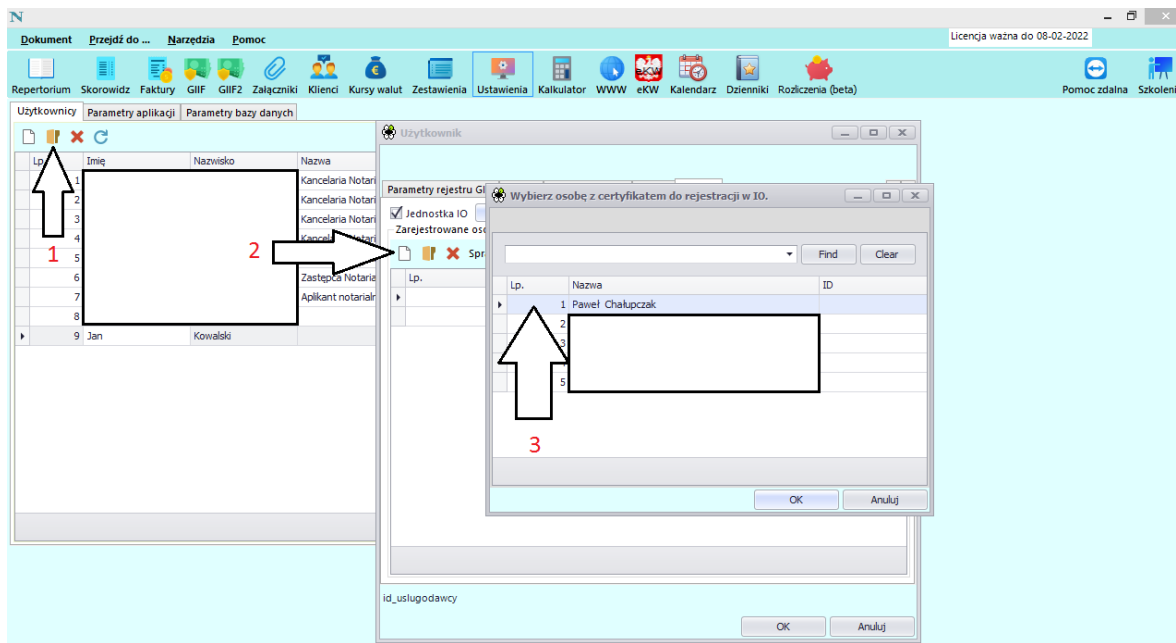 N
Dokument Przejdź do ... Narzędzia Pomoc
Licencja ważna do 08-02-2022
Repertorium Skorowidz Faktury GIIF GIIF2 Załączniki Klienci Kursy walut Zestawienia Ustawienia Kalkulator WWW eKW Kalendarz Dzienniki Rozliczenia (beta) Pomoc zdalna Szkoleni
Użytkownicy Parametry aplikacji Parametry bazy danych
Użytkownik
Lp. Imię Nazwisko Nazwa
1 Kancelaria Notari
2 Kancelaria Notari
3 Kancelaria Notari
4 Kancelaria Notari
5
6 Zastępca Notaria
7 Aplikant notarialn
8
9 Jan Kowalski
1
2
Parametry rejestru GI
Jednostka IO
Zarejestrowane oso
Spr
Lp.
Wybierz osobę z certyfikatem do rejestracji w IO.
Find Clear
Lp. Nazwa ID
1 Paweł Chałupczak
2
3
5
3
OK Anuluj
id_uslugodawcy
OK Anuluj